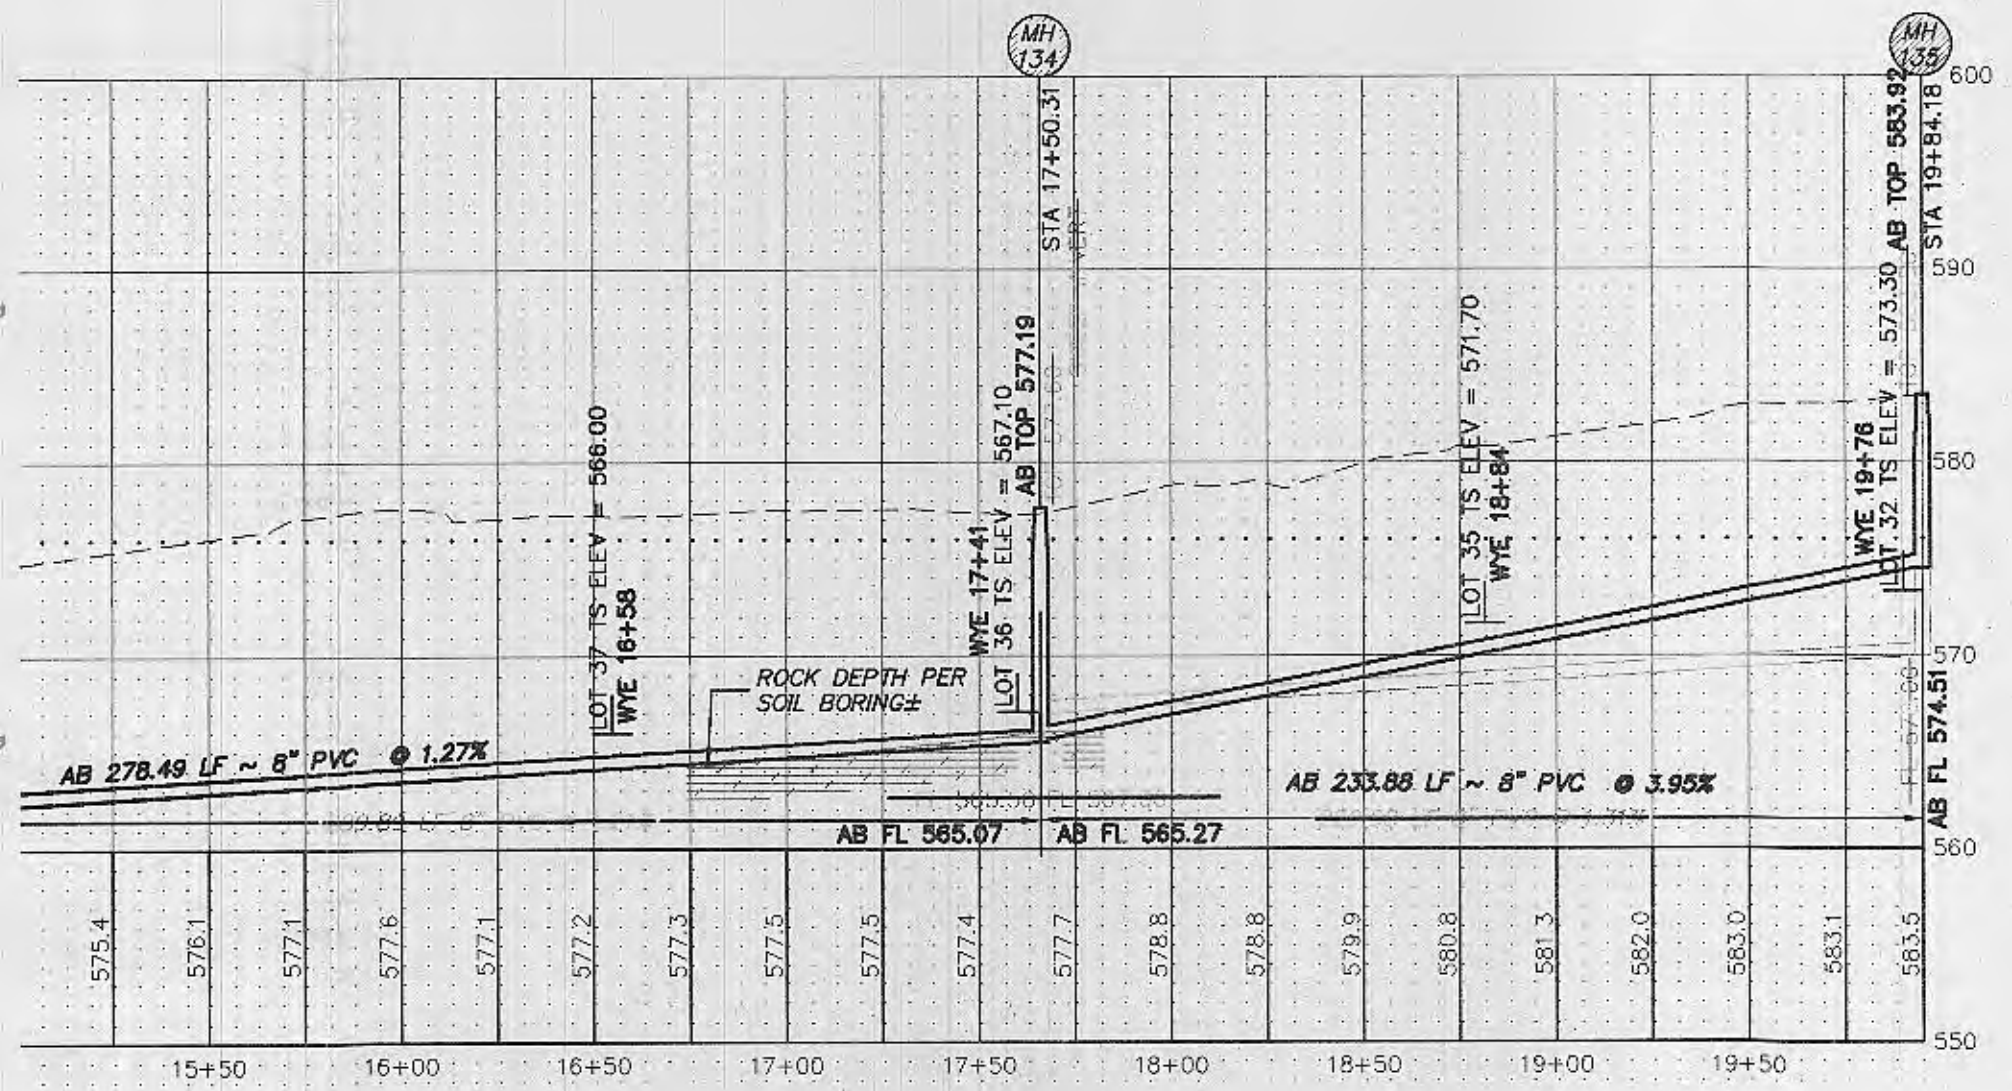 MH
134
MH
135
600
590
580
570
560
550
STA 17+50.31
AB TOP 577.19
AB TOP 583.92
STA 19+84.18
LOT 37 TS ELEV = 566.00
WYE 16+58
WYE 17+41
LOT 36 TS ELEV = 567.10
LOT 35 TS ELEV = 571.70
WYE 18+84
WYE 19+76
LOT 32 TS ELEV = 573.30
ROCK DEPTH PER
SOIL BORING±
AB 278.49 LF ~ 8" PVC @ 1.27%
AB 233.88 LF ~ 8" PVC @ 3.95%
AB FL 565.07
AB FL 565.27
AB FL 574.51
575.4
576.1
577.1
577.6
577.1
577.2
577.3
577.5
577.5
577.4
577.7
578.8
578.8
579.9
580.8
581.3
582.0
583.0
583.1
583.5
15+50
16+00
16+50
17+00
17+50
18+00
18+50
19+00
19+50